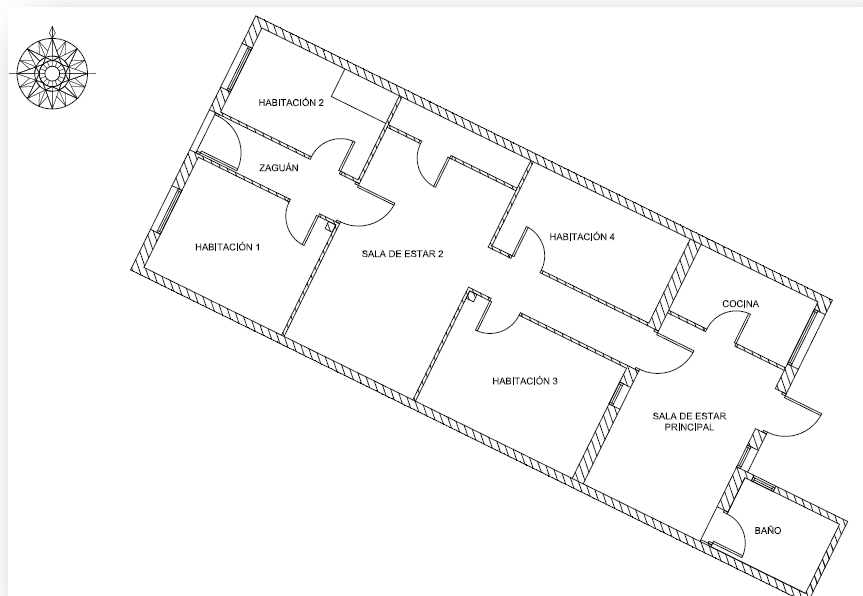 HABITACIÓN 2
ZAGUÁN
HABITACIÓN 1
SALA DE ESTAR 2
HABITACIÓN 4
COCINA
HABITACIÓN 3
SALA DE ESTAR
PRINCIPAL
BAÑO